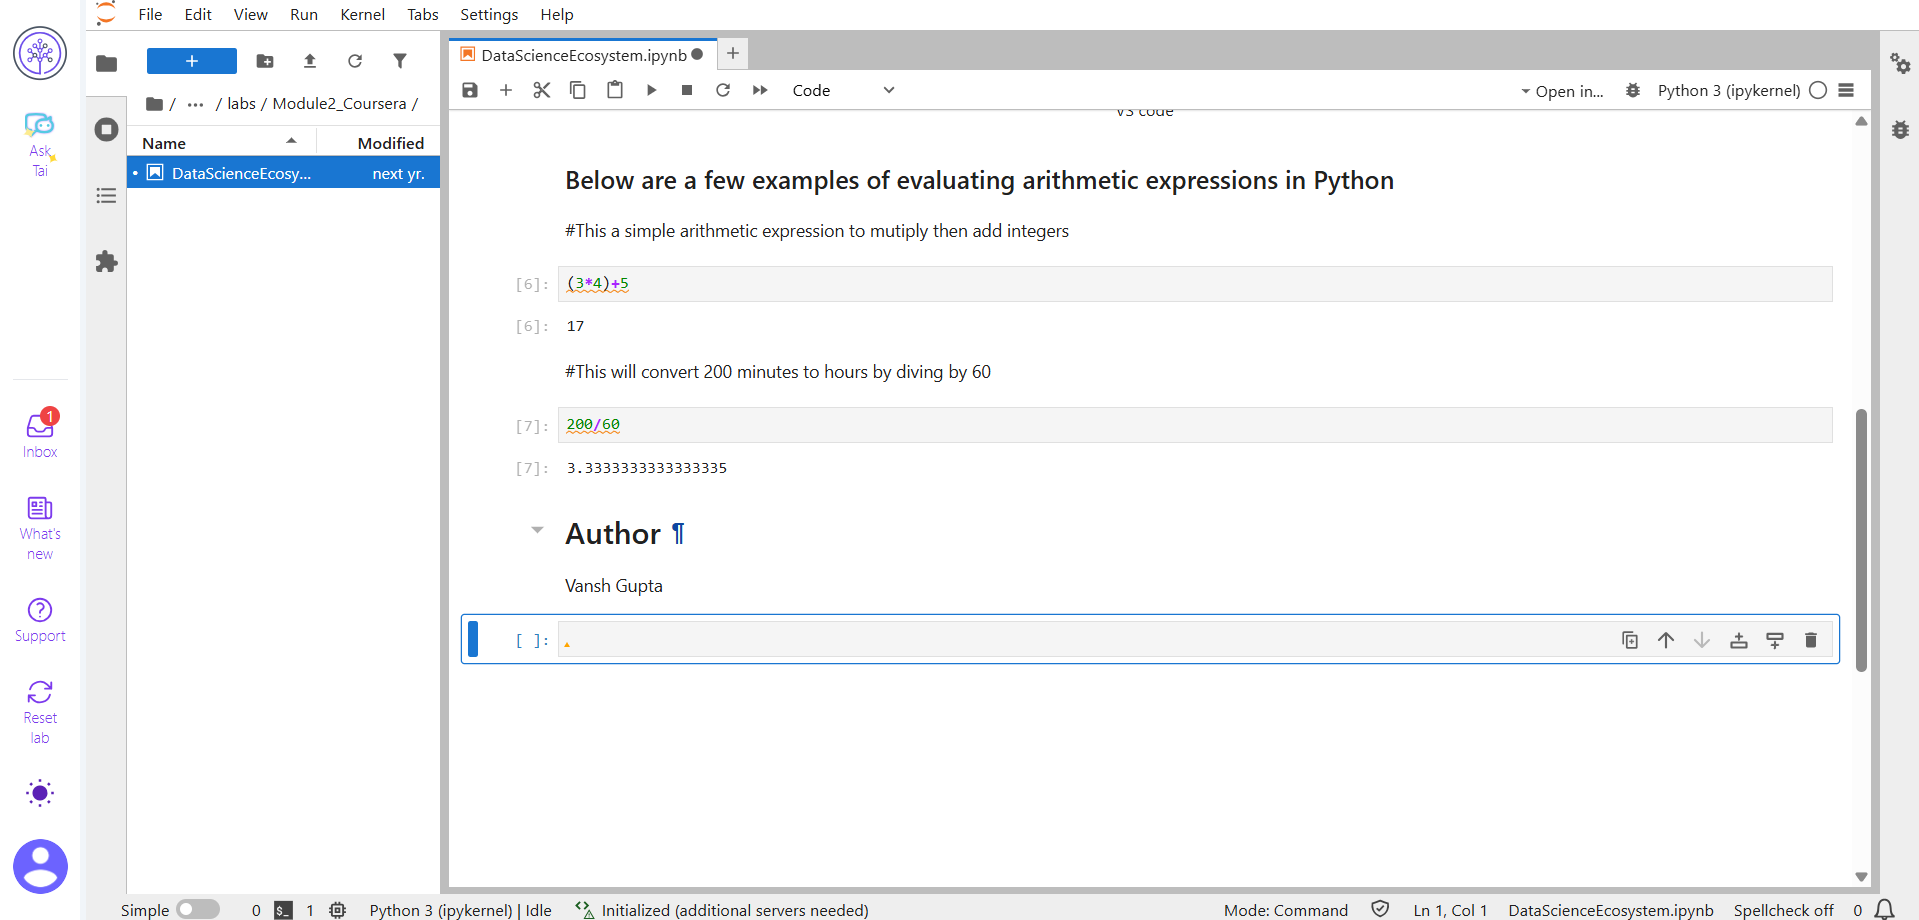 File Edit View Run Kernel Tabs Settings Help
Ask
Tai
1
Inbox
What's
new
Support
Reset
lab
+
/ ··· / labs / Module2_Coursera /
Name Modified
DataScienceEcosy... next yr.
DataScienceEcosystem.ipynb
Code
Open in...
Python 3 (ipykernel)
V3 code
Below are a few examples of evaluating arithmetic expressions in Python
#This a simple arithmetic expression to mutiply then add integers
[6]: (3*4)+5
[6]: 17
#This will convert 200 minutes to hours by diving by 60
[7]: 200/60
[7]: 3.3333333333333335
Author ¶
Vansh Gupta
[ ]:
Simple 0 $_ 1 Python 3 (ipykernel) | Idle Initialized (additional servers needed) Mode: Command Ln 1, Col 1 DataScienceEcosystem.ipynb Spellcheck off 0